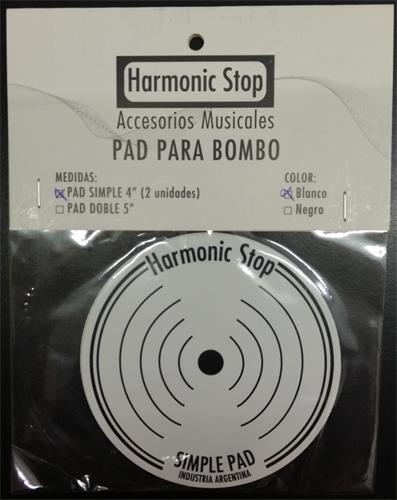 Harmonic Stop
Accesorios Musicales
PAD PARA BOMBO
MEDIDAS:
PAD SIMPLE 4" (2 unidades)
PAD DOBLE 5"
COLOR:
Blanco
Negro
Harmonic Stop
SIMPLE PAD
INDUSTRIA ARGENTINA